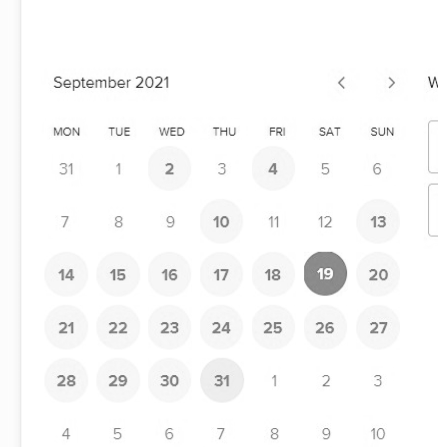 September 2021 < > W
MON TUE WED THU FRI SAT SUN
31 1 2 3 4 5 6
7 8 9 10 11 12 13
14 15 16 17 18 19 20
21 22 23 24 25 26 27
28 29 30 31 1 2 3
4 5 6 7 8 9 10